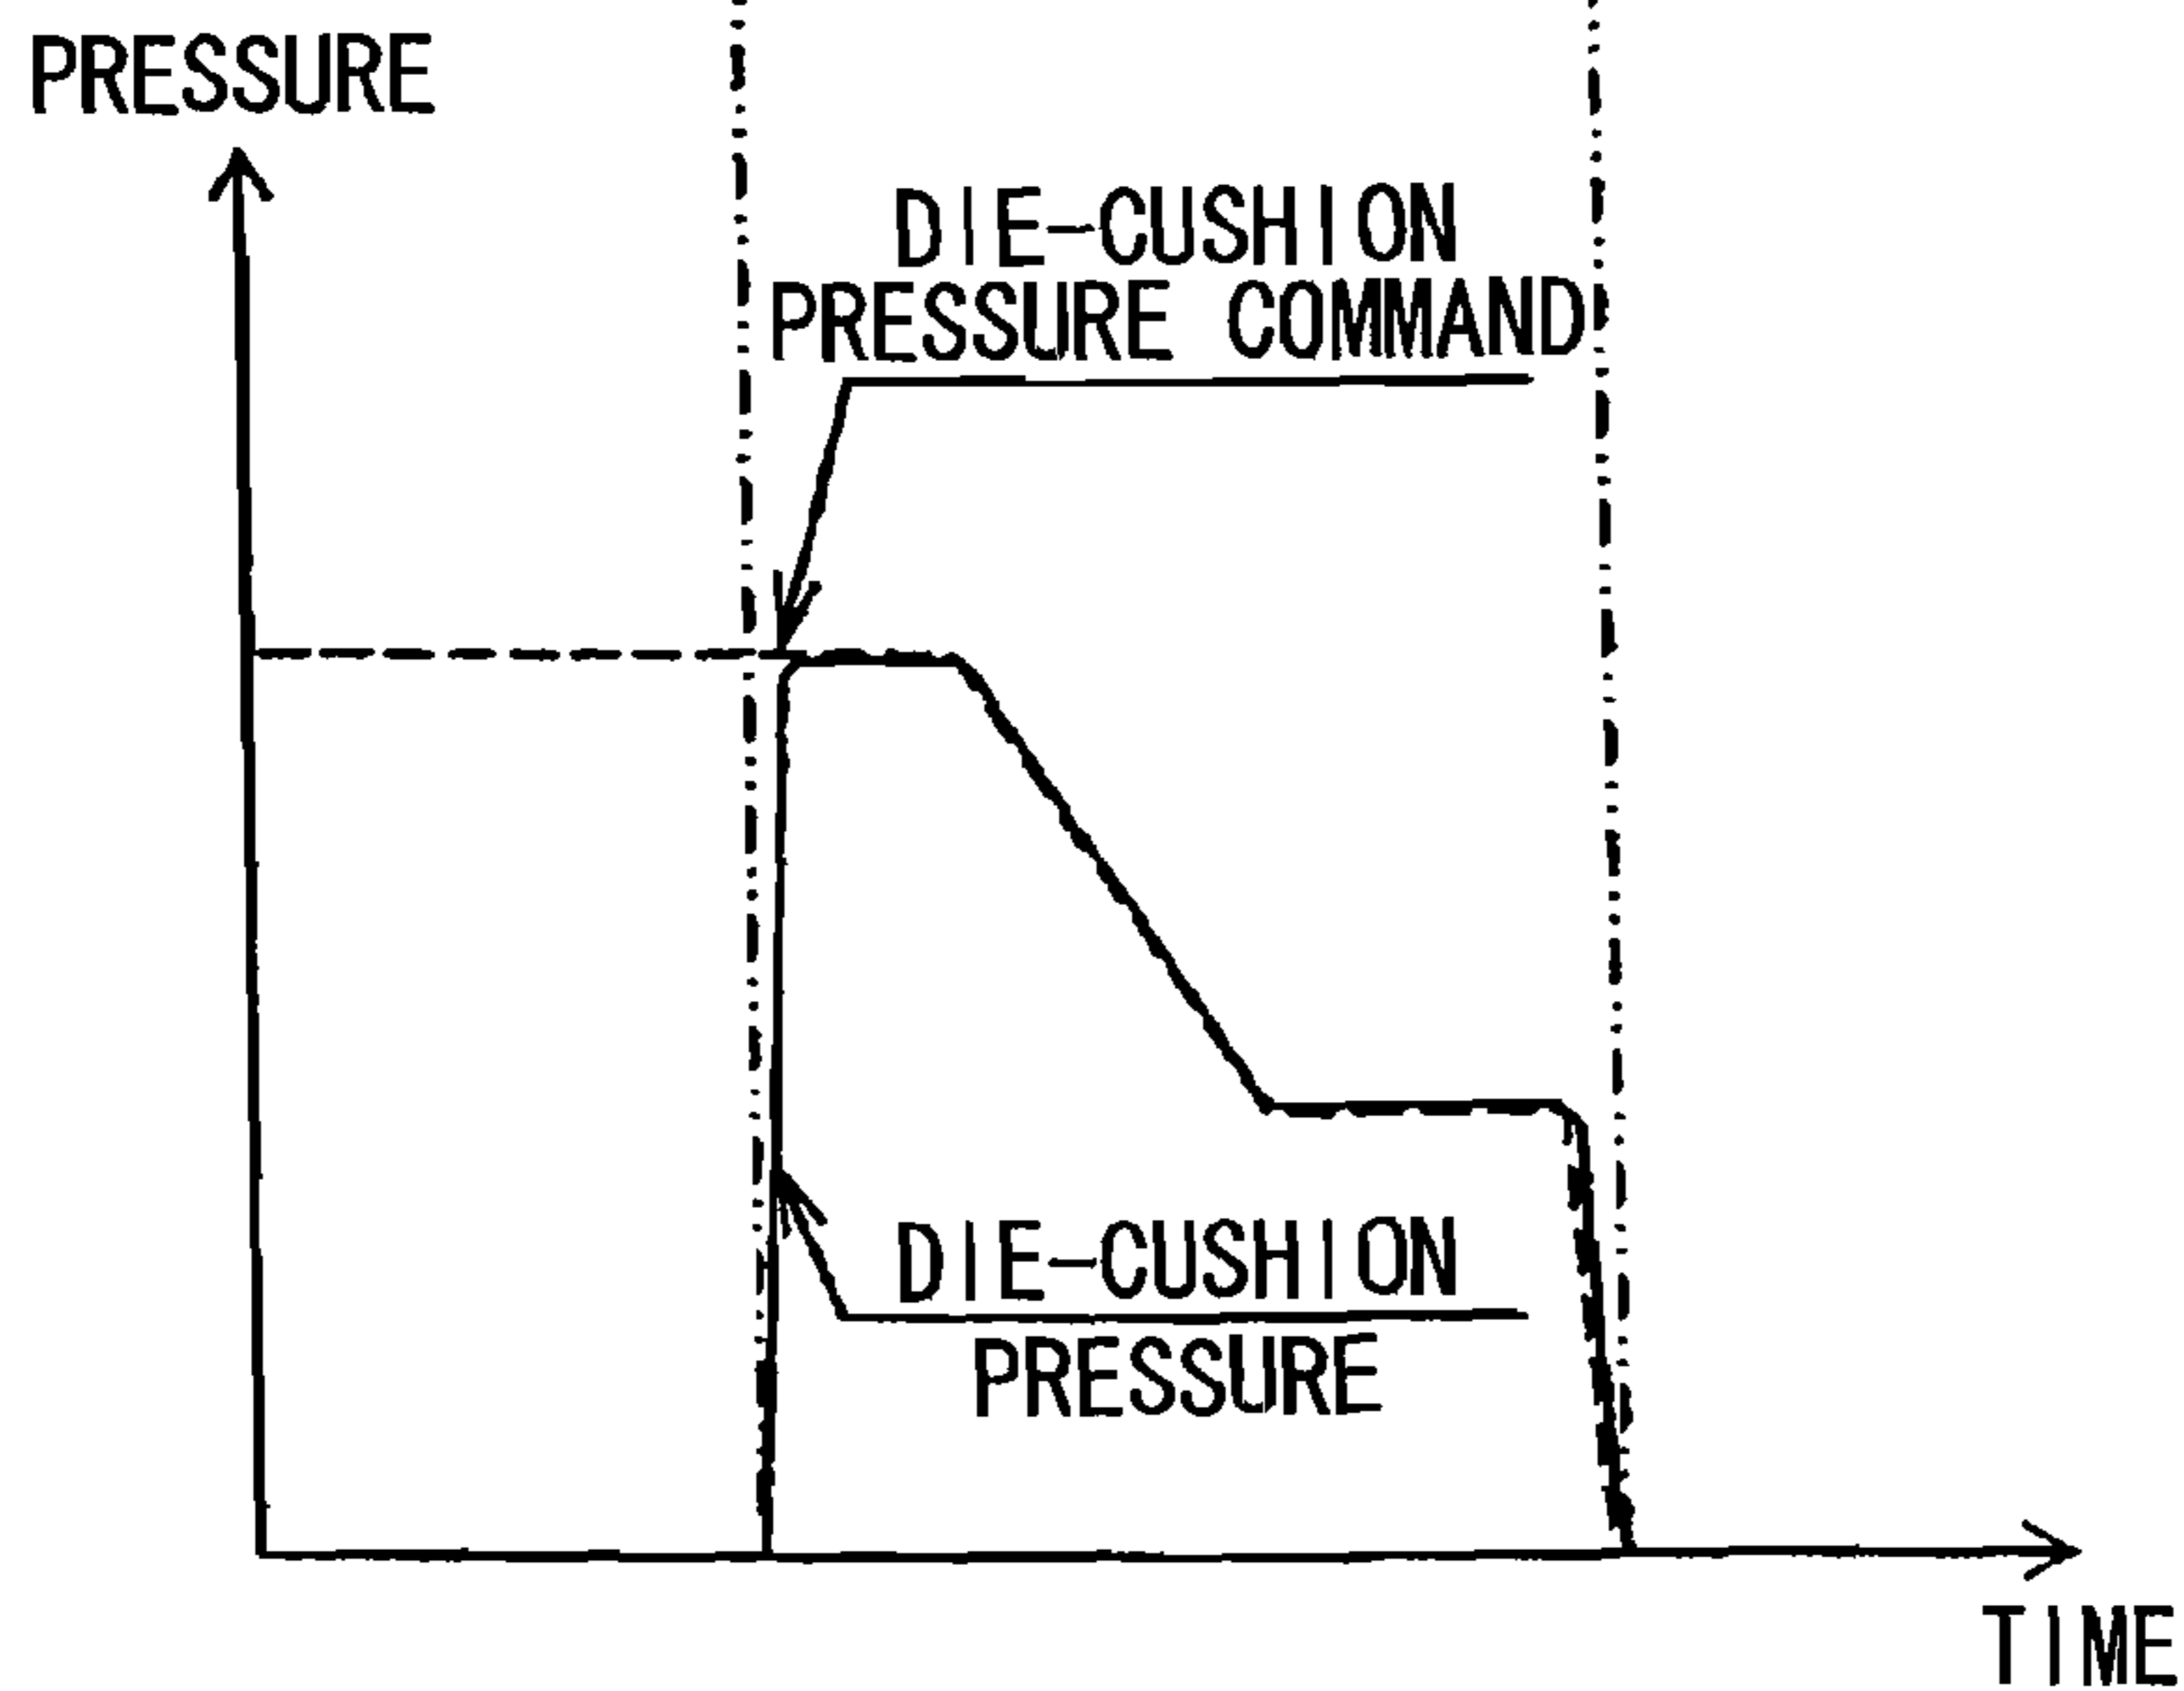 PRESSURE
DIE-CUSHION
PRESSURE COMMAND
DIE-CUSHION
PRESSURE
TIME